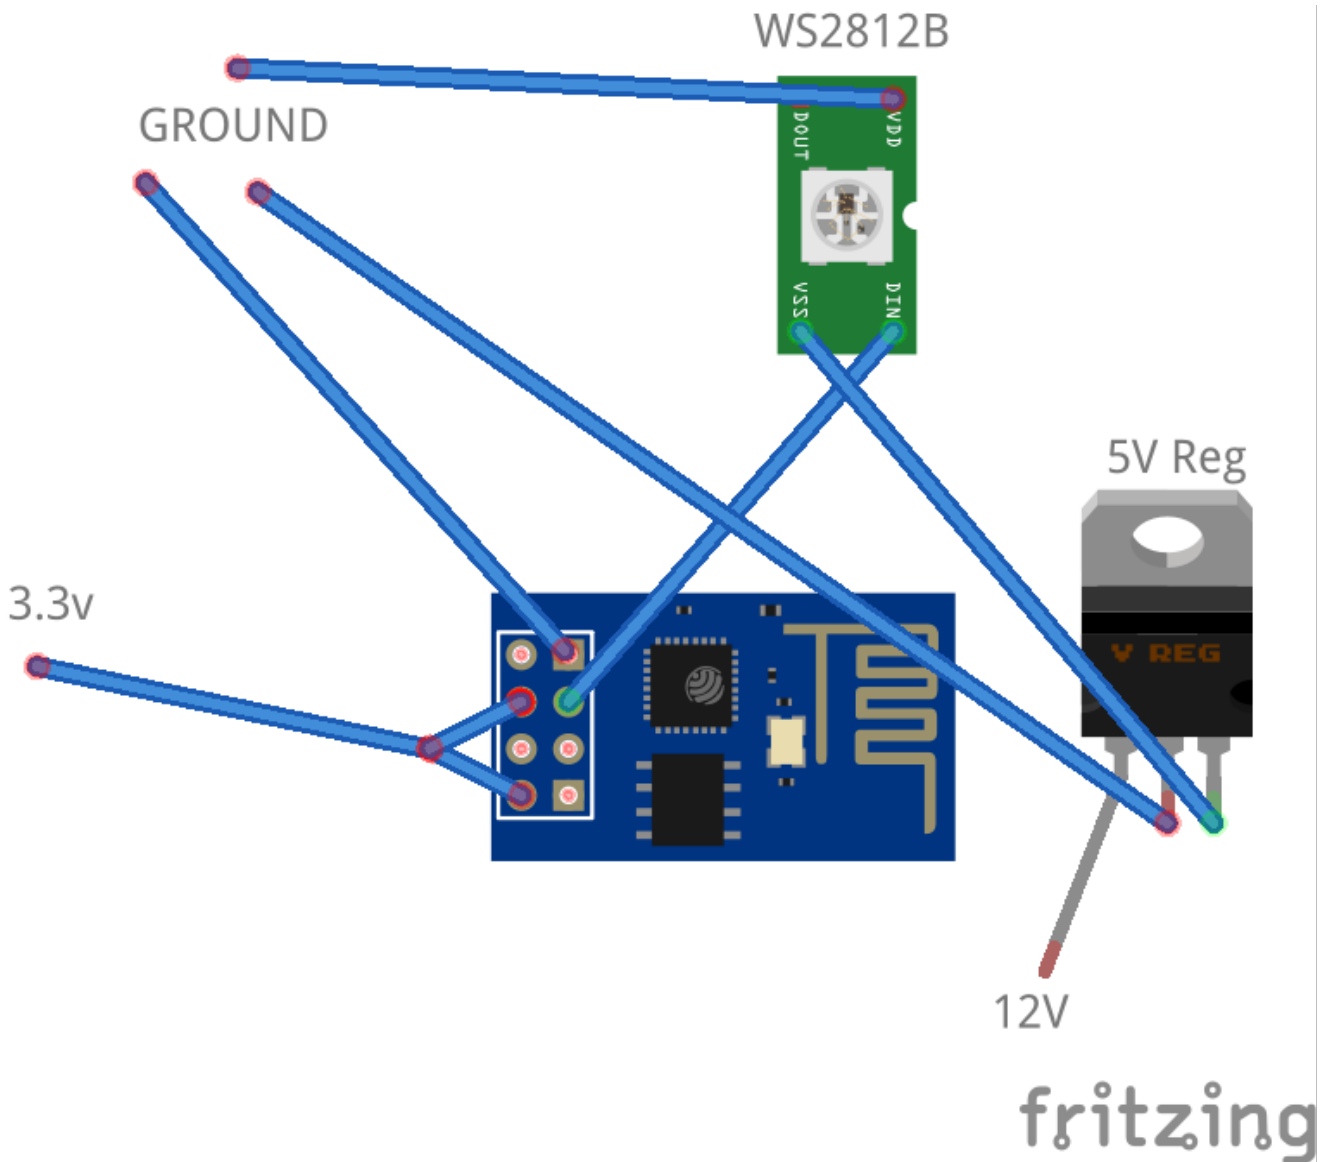 WS2812B
GROUND
DOUT
VDD
VSS
DIN
5V Reg
3.3v
V REG
12V
fritzing